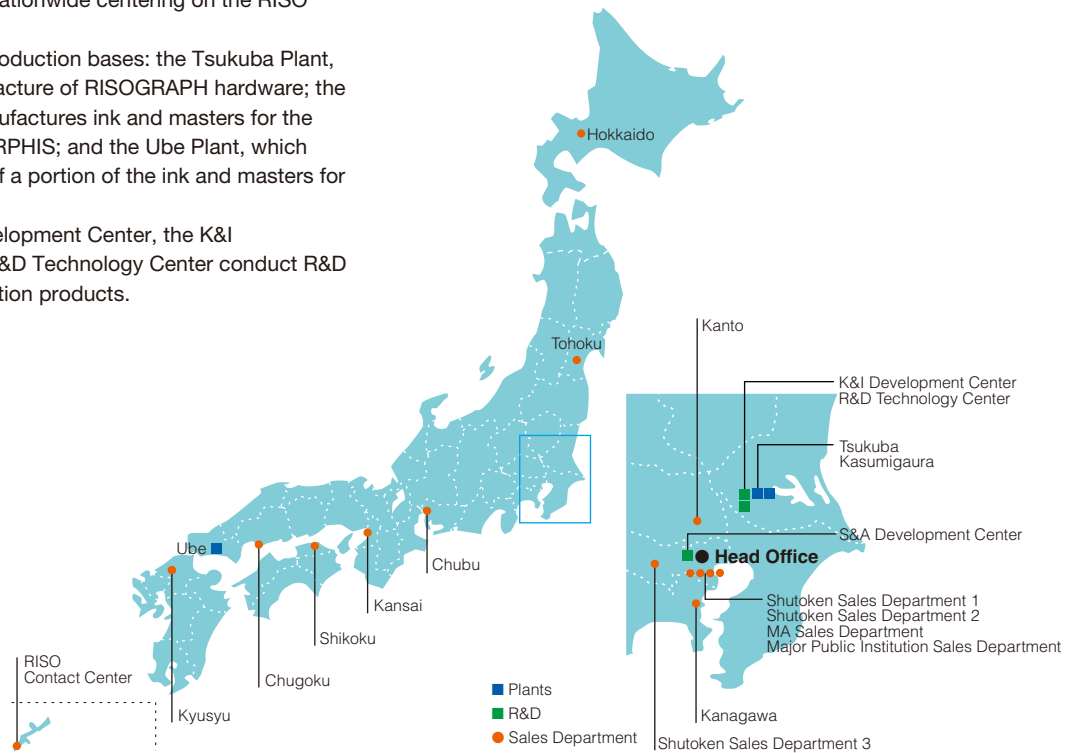 ationwide centering on the RISO
oduction bases: the Tsukuba Plant,
acture of RISOGRAPH hardware; the
ufactures ink and masters for the
RPHIS; and the Ube Plant, which
f a portion of the ink and masters for
elopment Center, the K&I
&D Technology Center conduct R&D
tion products.
Hokkaido
Tohoku
Kanto
K&I Development Center
R&D Technology Center
Tsukuba
Kasumigaura
S&A Development Center
Head Office
Shutoken Sales Department 1
Shutoken Sales Department 2
MA Sales Department
Major Public Institution Sales Department
Kanagawa
Shutoken Sales Department 3
Ube
Chubu
Kansai
Shikoku
Chugoku
Kyusyu
RISO
Contact Center
Plants
R&D
Sales Department